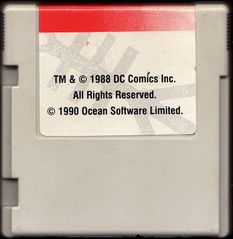 TM & © 1988 DC Comics Inc.
All Rights Reserved.
© 1990 Ocean Software Limited.